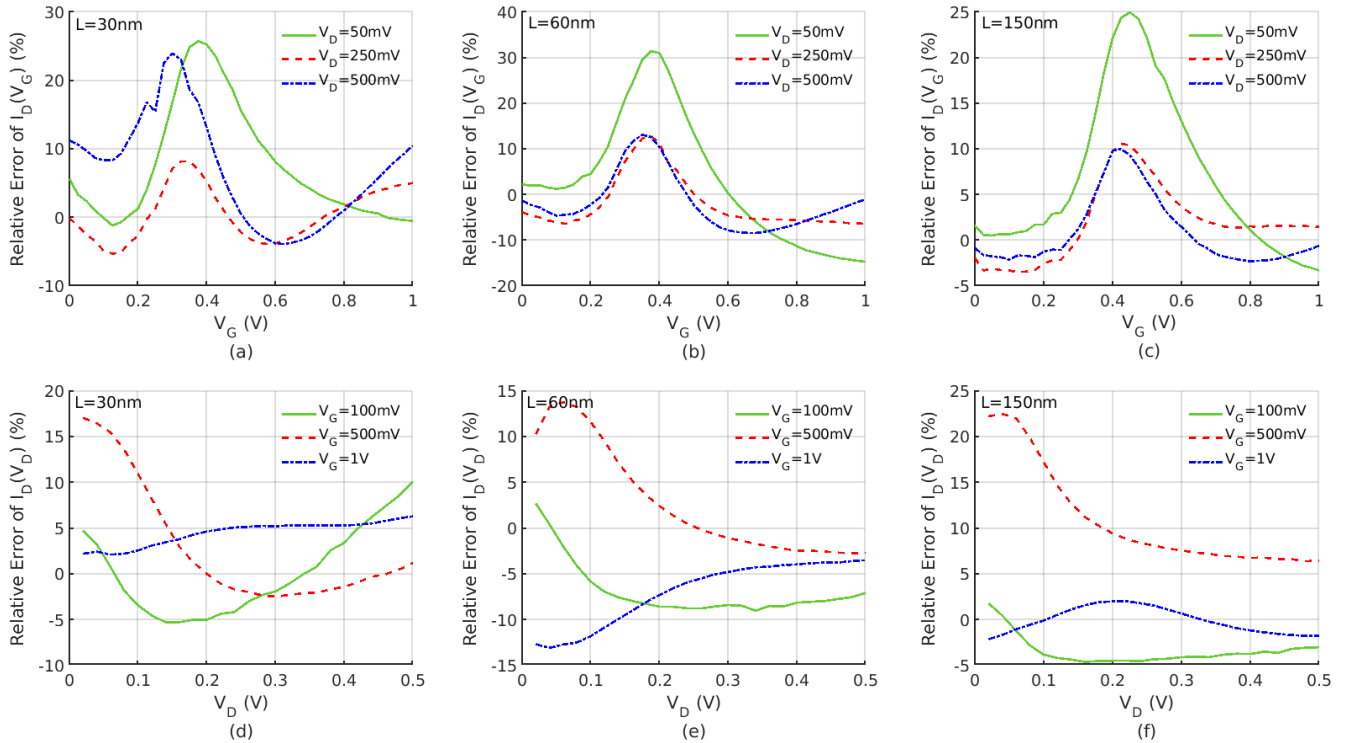 L=30nm
V_D=50mV
V_D=250mV
V_D=500mV
Relative Error of I_D(V_G) (%)
30
20
10
0
-10
0 0.2 0.4 0.6 0.8 1
V_G (V)
(a)
L=60nm
V_D=50mV
V_D=250mV
V_D=500mV
Relative Error of I_D(V_G) (%)
40
30
20
10
0
-10
-20
0 0.2 0.4 0.6 0.8 1
V_G (V)
(b)
L=150nm
V_D=50mV
V_D=250mV
V_D=500mV
Relative Error of I_D(V_G) (%)
25
20
15
10
5
0
-5
0 0.2 0.4 0.6 0.8 1
V_G (V)
(c)
L=30nm
V_G=100mV
V_G=500mV
V_G=1V
Relative Error of I_D(V_D) (%)
20
15
10
5
0
-5
-10
0 0.1 0.2 0.3 0.4 0.5
V_D (V)
(d)
L=60nm
V_G=100mV
V_G=500mV
V_G=1V
Relative Error of I_D(V_D) (%)
15
10
5
0
-5
-10
-15
0 0.1 0.2 0.3 0.4 0.5
V_D (V)
(e)
L=150nm
V_G=100mV
V_G=500mV
V_G=1V
Relative Error of I_D(V_D) (%)
25
20
15
10
5
0
-5
0 0.1 0.2 0.3 0.4 0.5
V_D (V)
(f)